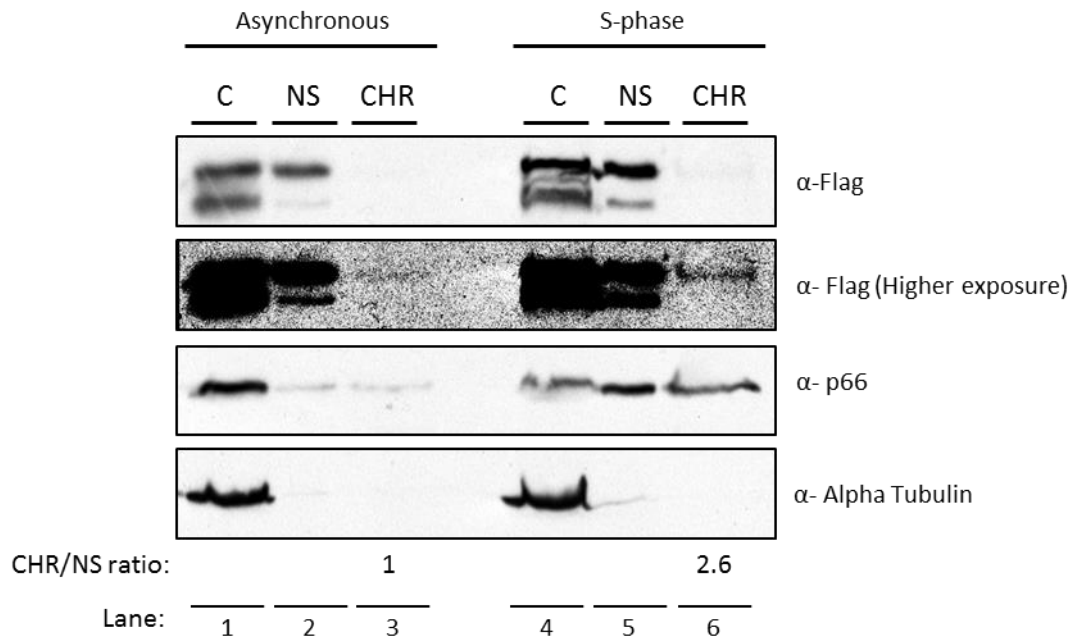 Asynchronous S-phase
C NS CHR C NS CHR
α-Flag
α- Flag (Higher exposure)
α- p66
α- Alpha Tubulin
CHR/NS ratio: 1 2.6
Lane: 1 2 3 4 5 6